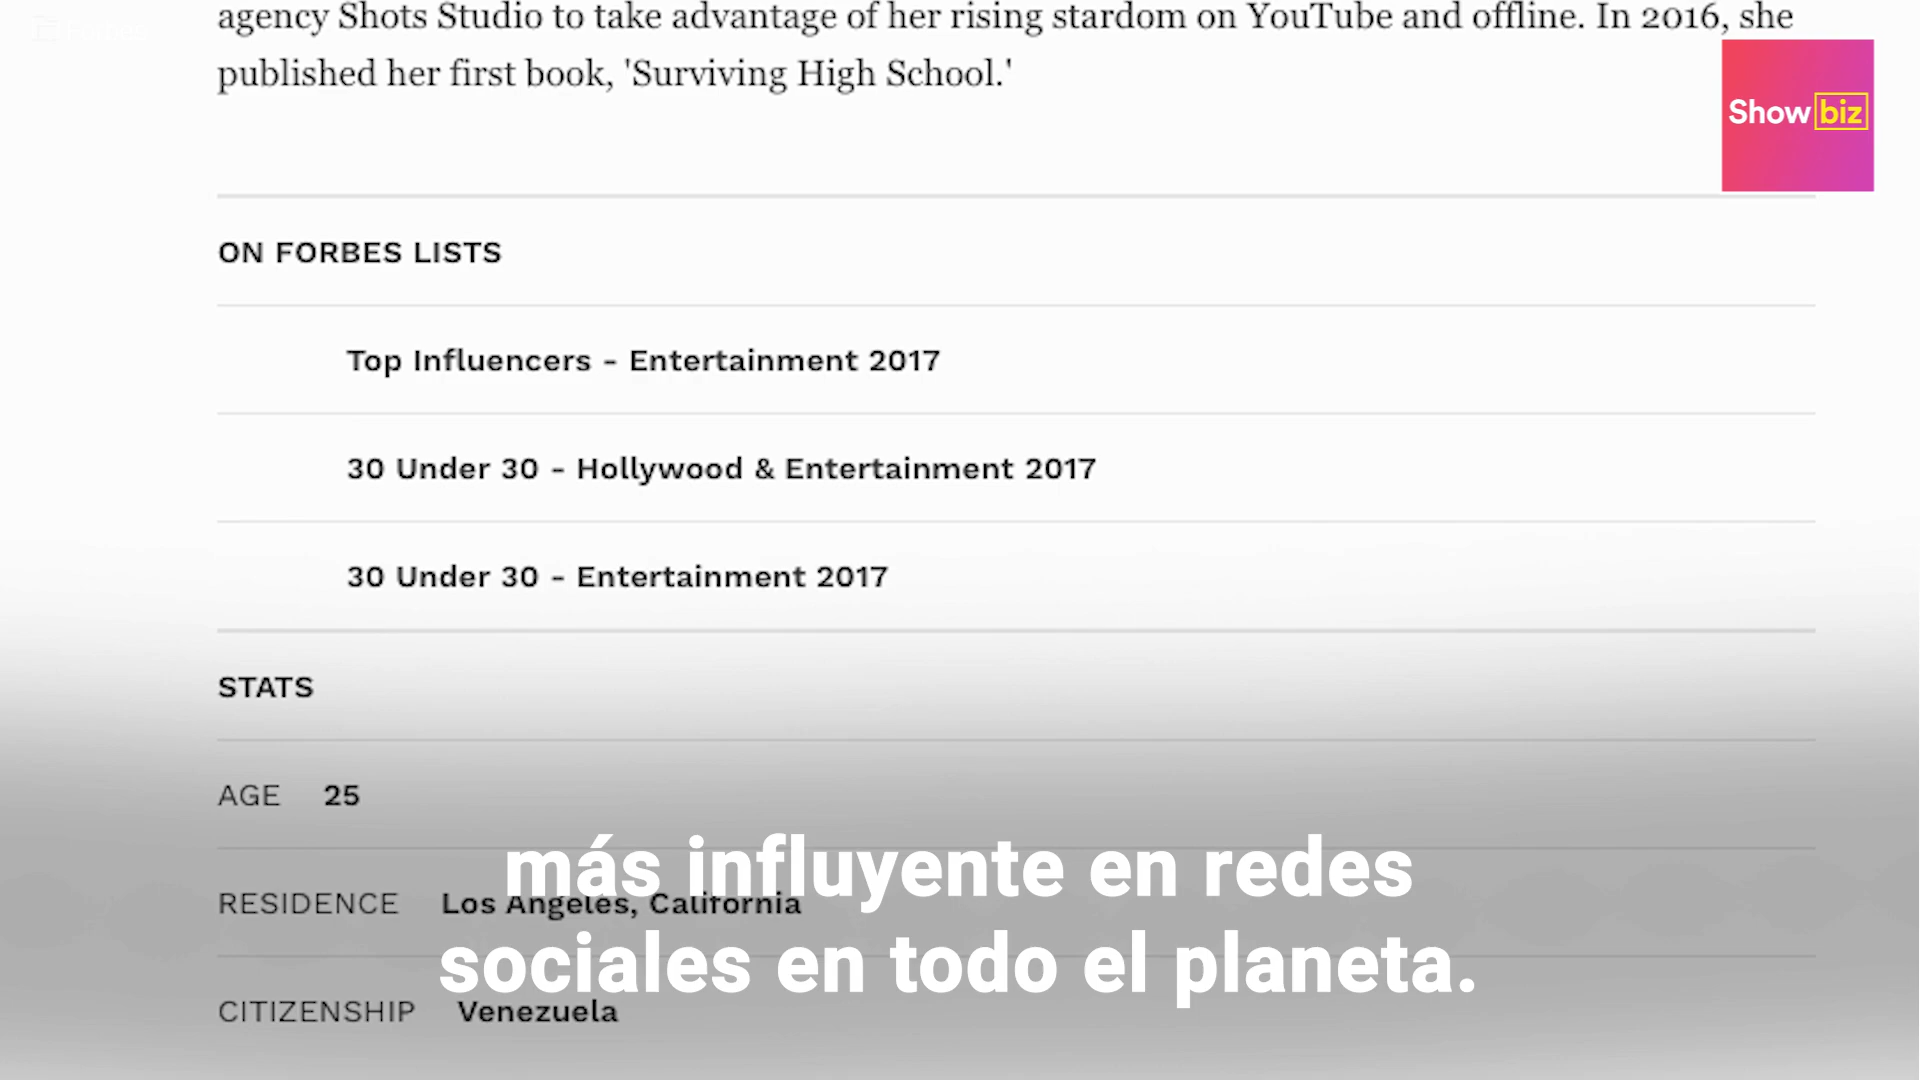 agency Shots Studio to take advantage of her rising stardom on YouTube and offline. In 2016, she
published her first book, 'Surviving High School.'
Forbes
Show biz
ON FORBES LISTS
Top Influencers - Entertainment 2017
30 Under 30 - Hollywood & Entertainment 2017
30 Under 30 - Entertainment 2017
STATS
AGE 25
RESIDENCE Los Angeles, California
CITIZENSHIP Venezuela
más influyente en redes
sociales en todo el planeta.